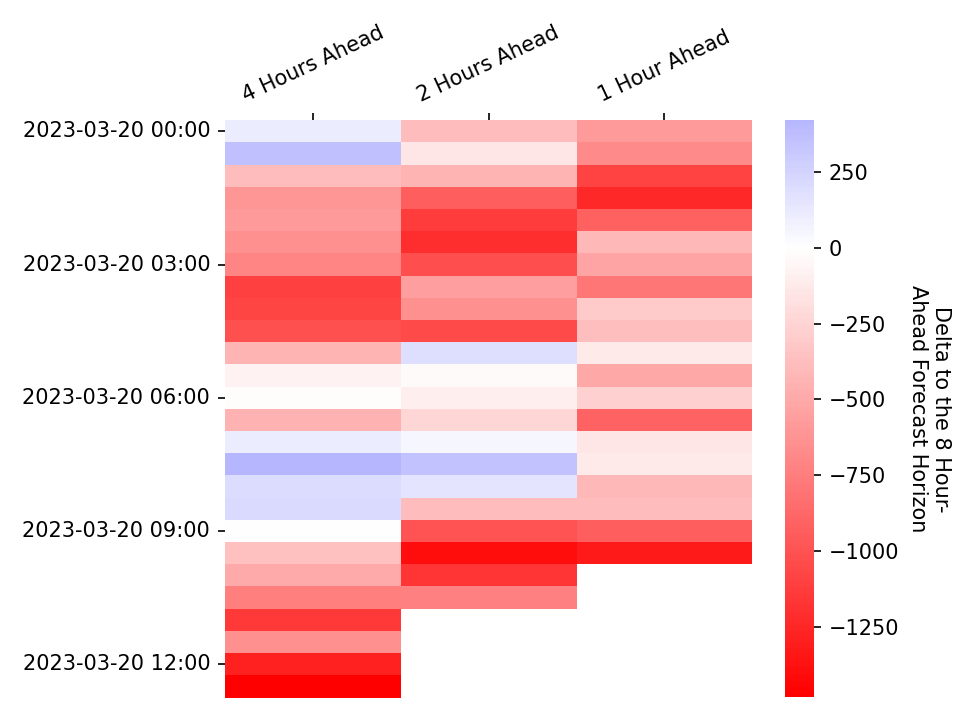 4 Hours Ahead
2 Hours Ahead
1 Hour Ahead
2023-03-20 00:00
2023-03-20 03:00
2023-03-20 06:00
2023-03-20 09:00
2023-03-20 12:00
250
0
−250
−500
−750
−1000
−1250
Delta to the 8 Hour-
Ahead Forecast Horizon